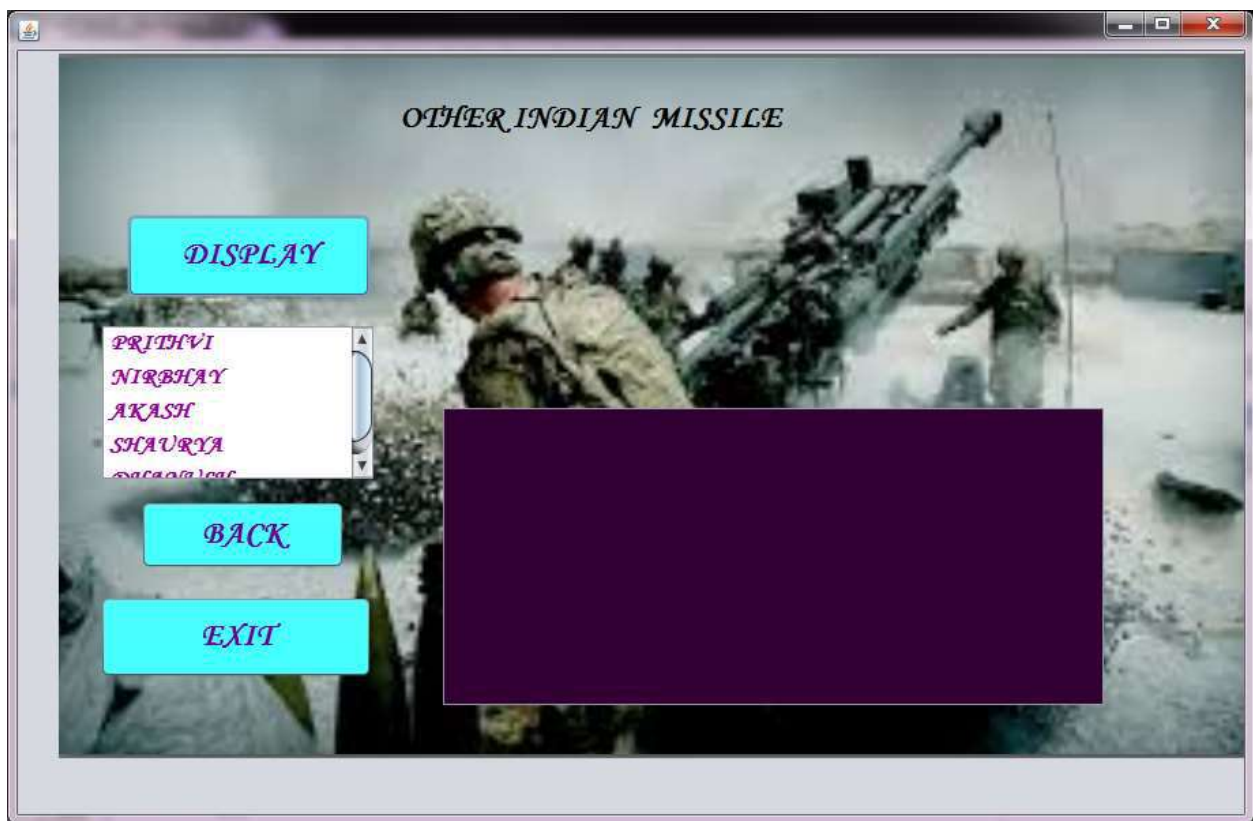 OTHER INDIAN MISSILE
DISPLAY
PRITHVI
NIRBHAY
AKASH
SHAURYA
BACK
EXIT